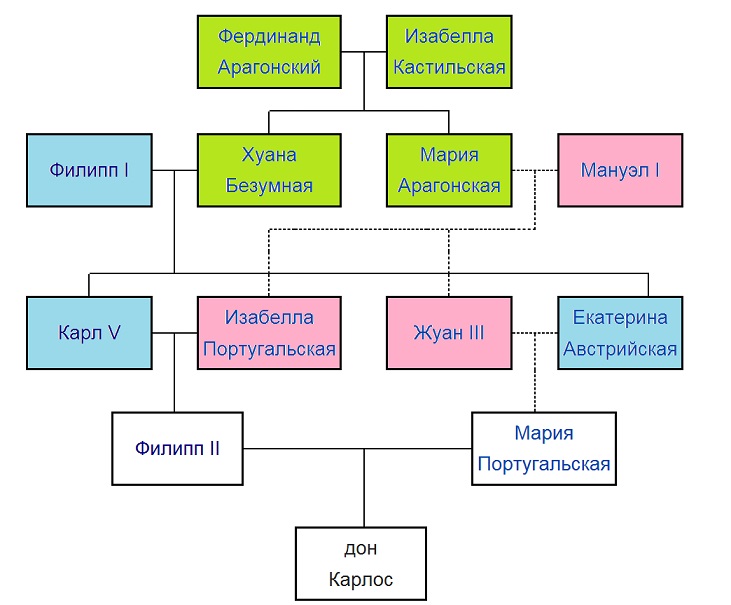 Фердинанд
Арагонский
Изабелла
Кастильская
Филипп I
Хуана
Безумная
Мария
Арагонская
Мануэл I
Карл V
Изабелла
Португальская
Жуан III
Екатерина
Австрийская
Филипп II
Мария
Португальская
дон
Карлос